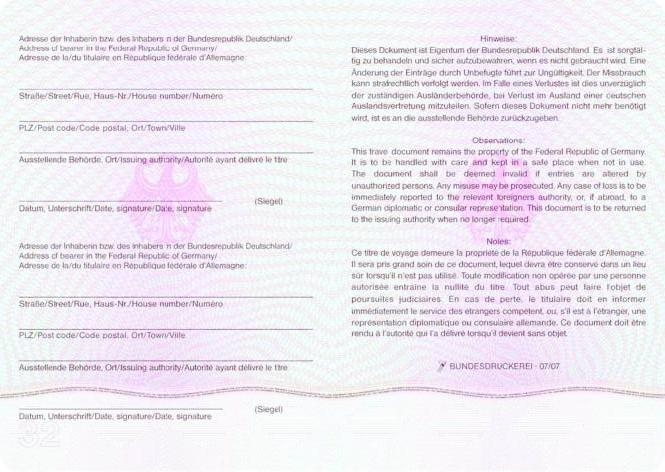 Adresse der Inhaberin bzw. des Inhabers in der Bundesrepublik Deutschland/
Address of bearer in the Federal Republic of Germany/
Adresse de la/du titulaire en République fédérale d'Allemagne:
Straße/Street/Rue, Haus-Nr./House number/Numéro
PLZ/Post code/Code postal, Ort/Town/Ville
Ausstellende Behörde, Ort/Issuing authority/Autorité ayant délivré le titre
(Siegel)
Datum, Unterschrift/Date, signature/Date, signature
Adresse der Inhaberin bzw. des Inhabers in der Bundesrepublik Deutschland/
Address of bearer in the Federal Republic of Germany/
Adresse de la/du titulaire en République fédérale d'Allemagne:
Straße/Street/Rue, Haus-Nr./House number/Numéro
PLZ/Post code/Code postal, Ort/Town/Ville
Ausstellende Behörde, Ort/Issuing authority/Autorité ayant délivré le titre
(Siegel)
Datum, Unterschrift/Date, signature/Date, signature
32
Hinweise:
Dieses Dokument ist Eigentum der Bundesrepublik Deutschland. Es ist sorgfäl-
tig zu behandeln und sicher aufzubewahren, wenn es nicht gebraucht wird. Eine
Änderung der Einträge durch Unbefugte führt zur Ungültigkeit. Der Missbrauch
kann strafrechtlich verfolgt werden. Im Falle eines Verlustes ist dies unverzüglich
der zuständigen Ausländerbehörde, bei Verlust im Ausland einer deutschen
Auslandsvertretung mitzuteilen. Sofern dieses Dokument nicht mehr benötigt
wird, ist es an die ausstellende Behörde zurückzugeben.
Observations:
This travel document remains the property of the Federal Republic of Germany.
It is to be handled with care and kept in a safe place when not in use.
The document shall be deemed invalid if entries are altered by
unauthorized persons. Any misuse may be prosecuted. Any case of loss is to be
immediately reported to the relevant foreigners authority, or, if abroad, to a
German diplomatic or consular representation. This document is to be returned
to the issuing authority when no longer required.
Notes:
Ce titre de voyage demeure la propriété de la République fédérale d'Allemagne.
Il sera pris grand soin de ce document, lequel devra être conservé dans un lieu
sûr lorsqu'il n'est pas utilisé. Toute modification non opérée par une personne
autorisée entraîne la nullité du titre. Tout abus peut faire l'objet de
poursuites judiciaires. En cas de perte, le titulaire doit en informer
immédiatement le service des étrangers compétent, ou, s'il est à l'étranger, une
représentation diplomatique ou consulaire allemande. Ce document doit être
rendu à l'autorité qui l'a délivré lorsqu'il devient sans objet.
BUNDESDRUCKEREI · 07/07